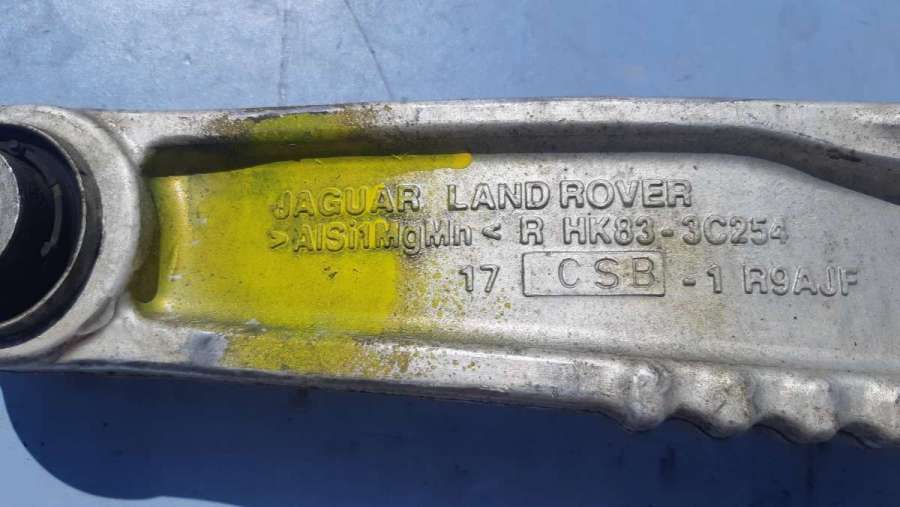 JAGUAR LAND ROVER
>AlSi1MgMn< R HK83-3C254
17 CSB -1 R9AJF